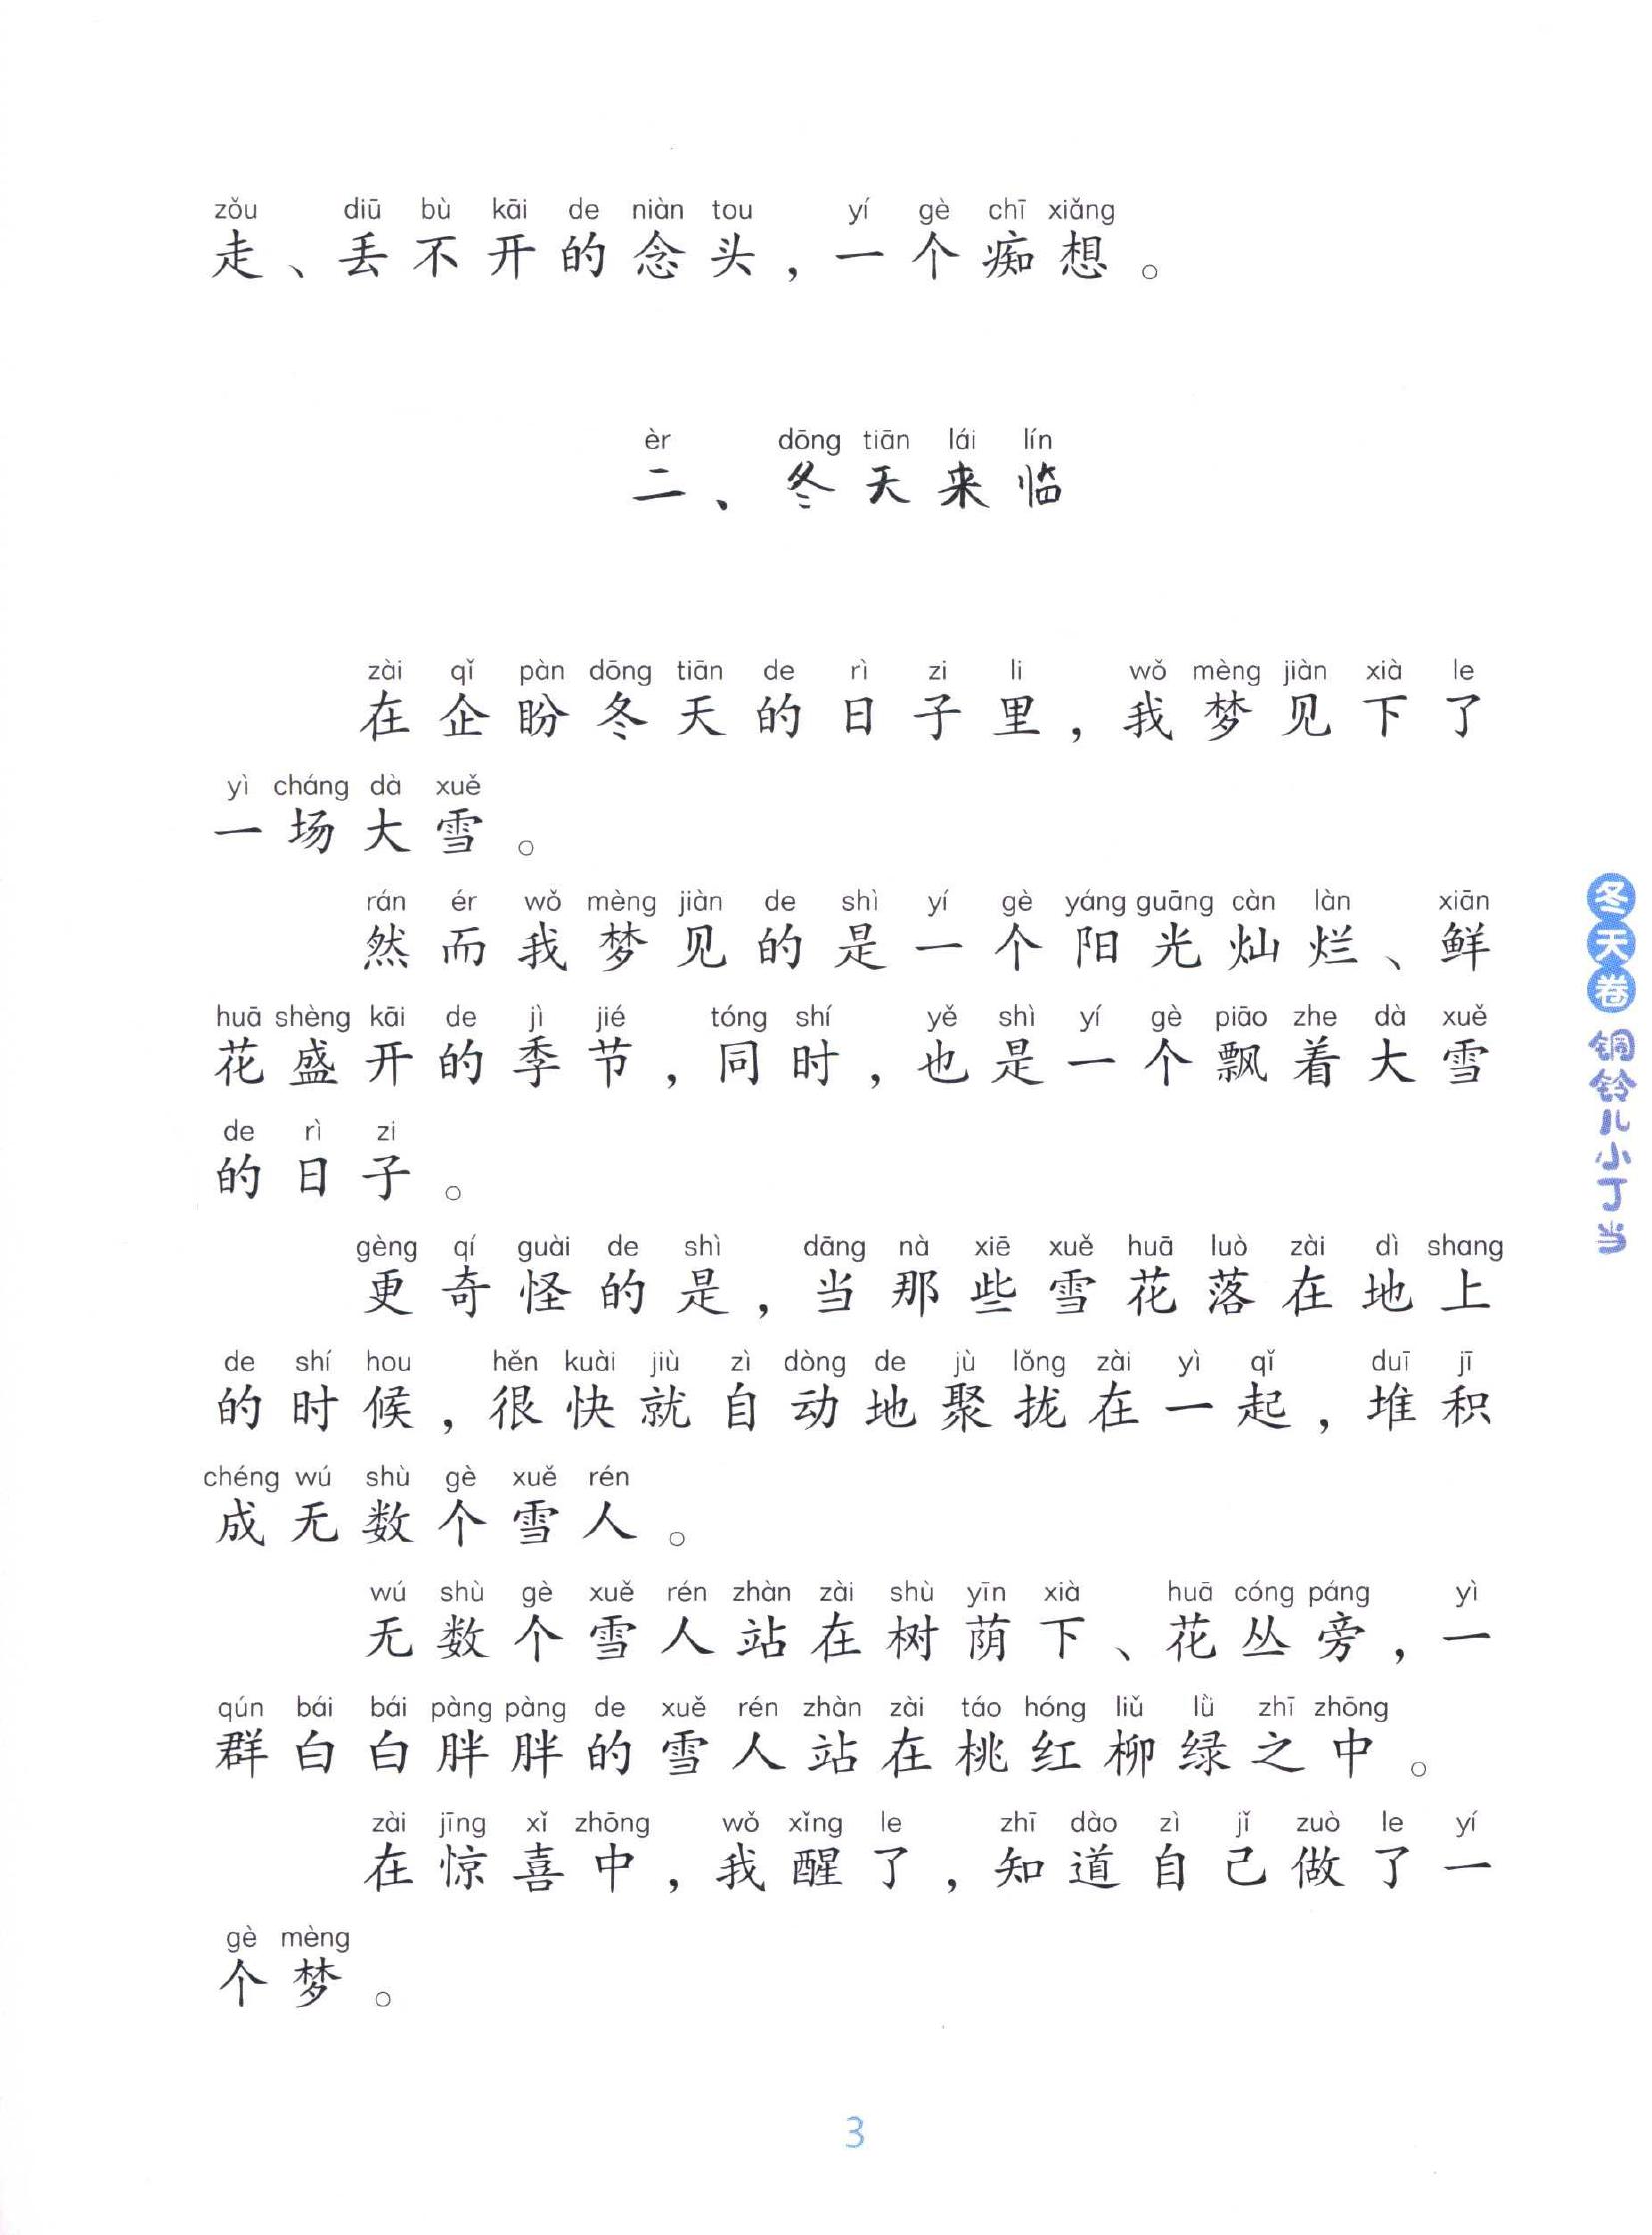 zǒu diū bù kāi de niàn tou yí gè chī xiǎng
走、丢不开的念头，一个痴想。
èr dōng tiān lái lín
二、冬天来临
zài qǐ pàn dōng tiān de rì zi li wǒ mèng jiàn xià le
在企盼冬天的日子里，我梦见下了
yì cháng dà xuě
一场大雪。
rán ér wǒ mèng jiàn de shì yí gè yáng guāng càn làn xiān
然而我梦见的是一个阳光灿烂、鲜
huā shèng kāi de jì jié tóng shí yě shì yí gè piāo zhe dà xuě
花盛开的季节，同时，也是一个飘着大雪
de rì zi
的日子。
gèng qí guài de shì dāng nà xiē xuě huā luò zài dì shang
更奇怪的是，当那些雪花落在地上
de shí hou hěn kuài jiù zì dòng de jù lǒng zài yì qǐ duī jī
的时候，很快就自动地聚拢在一起，堆积
chéng wú shù gè xuě rén
成无数个雪人。
wú shù gè xuě rén zhàn zài shù yīn xià huā cóng páng yì
无数个雪人站在树荫下、花丛旁，一
qún bái bái pàng pàng de xuě rén zhàn zài táo hóng liǔ lǜ zhī zhōng
群白白胖胖的雪人站在桃红柳绿之中。
zài jīng xǐ zhōng wǒ xǐng le zhī dào zì jǐ zuò le yí
在惊喜中，我醒了，知道自己做了一
gè mèng
个梦。
冬天卷 铜铃儿小丁当
3